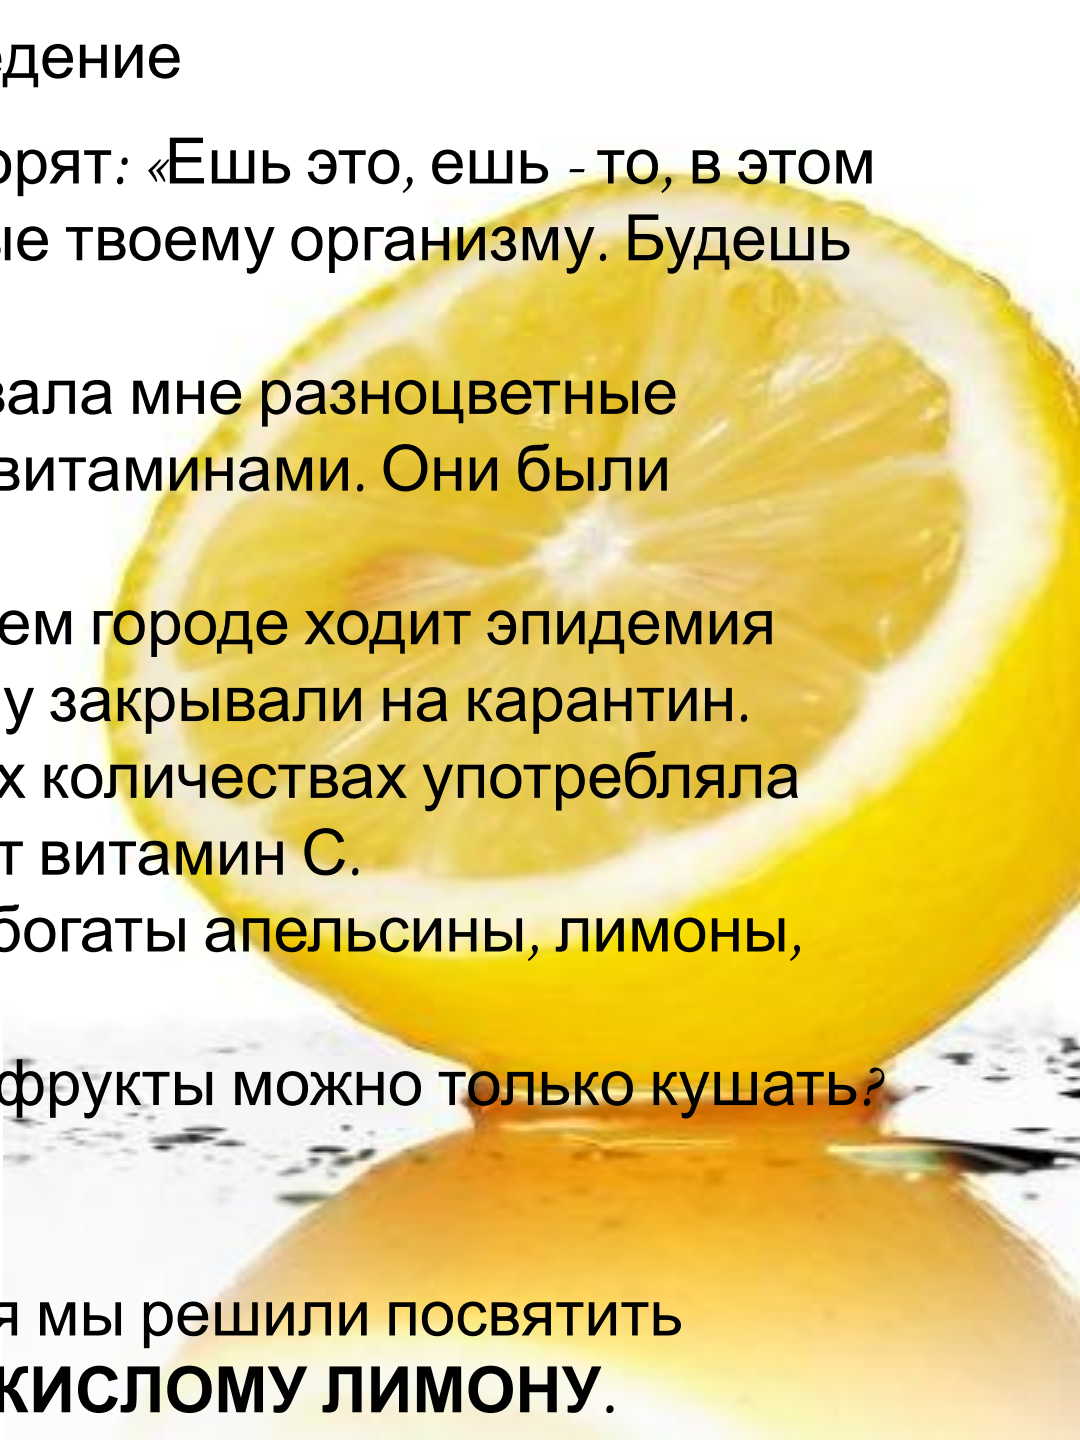 едение
орят: «Ешь это, ешь - то, в этом
ые твоему организму. Будешь
вала мне разноцветные
витаминами. Они были
ем городе ходит эпидемия
у закрывали на карантин.
х количествах употребляла
т витамин С.
богаты апельсины, лимоны,
фрукты можно только кушать?
я мы решили посвятить
КИСЛОМУ ЛИМОНУ.